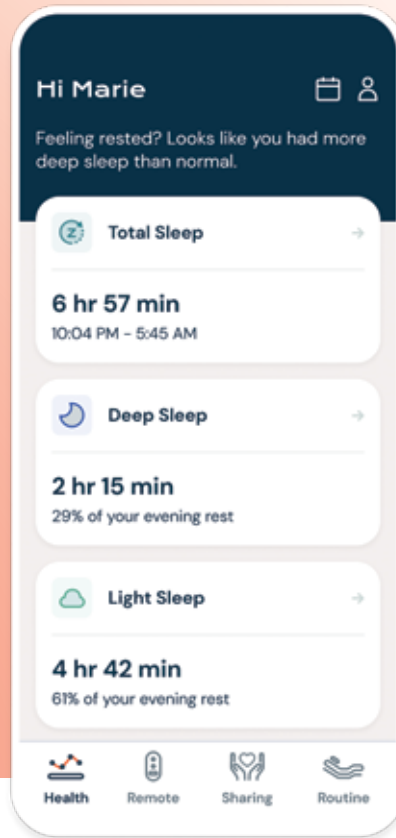 Hi Marie
Feeling rested? Looks like you had more
deep sleep than normal.
Total Sleep
6 hr 57 min
10:04 PM – 5:45 AM
Deep Sleep
2 hr 15 min
29% of your evening rest
Light Sleep
4 hr 42 min
61% of your evening rest
Health Remote Sharing Routine